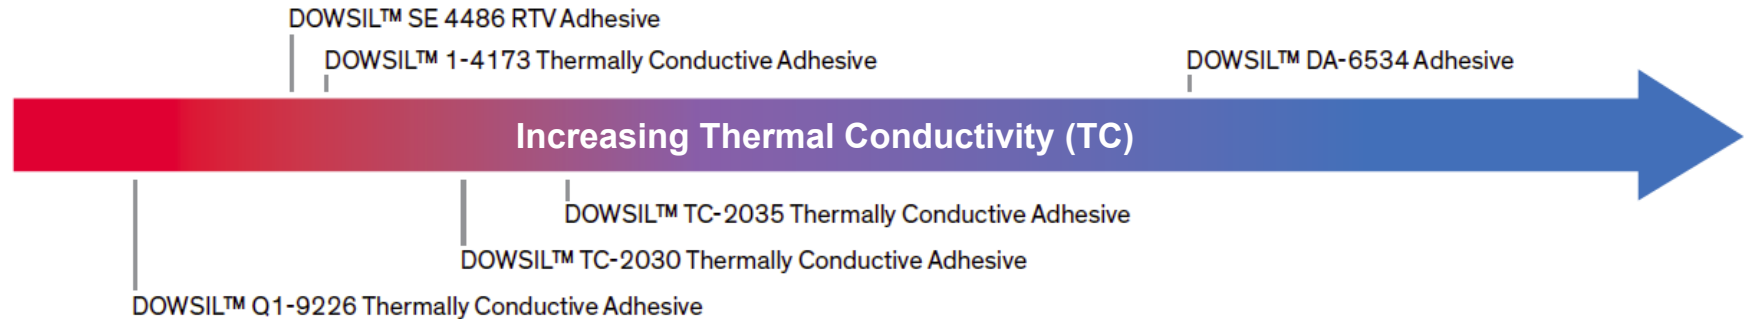 DOWSIL™ SE 4486 RTV Adhesive
DOWSIL™ 1-4173 Thermally Conductive Adhesive
DOWSIL™ DA-6534 Adhesive
Increasing Thermal Conductivity (TC)
DOWSIL™ TC-2035 Thermally Conductive Adhesive
DOWSIL™ TC-2030 Thermally Conductive Adhesive
DOWSIL™ Q1-9226 Thermally Conductive Adhesive